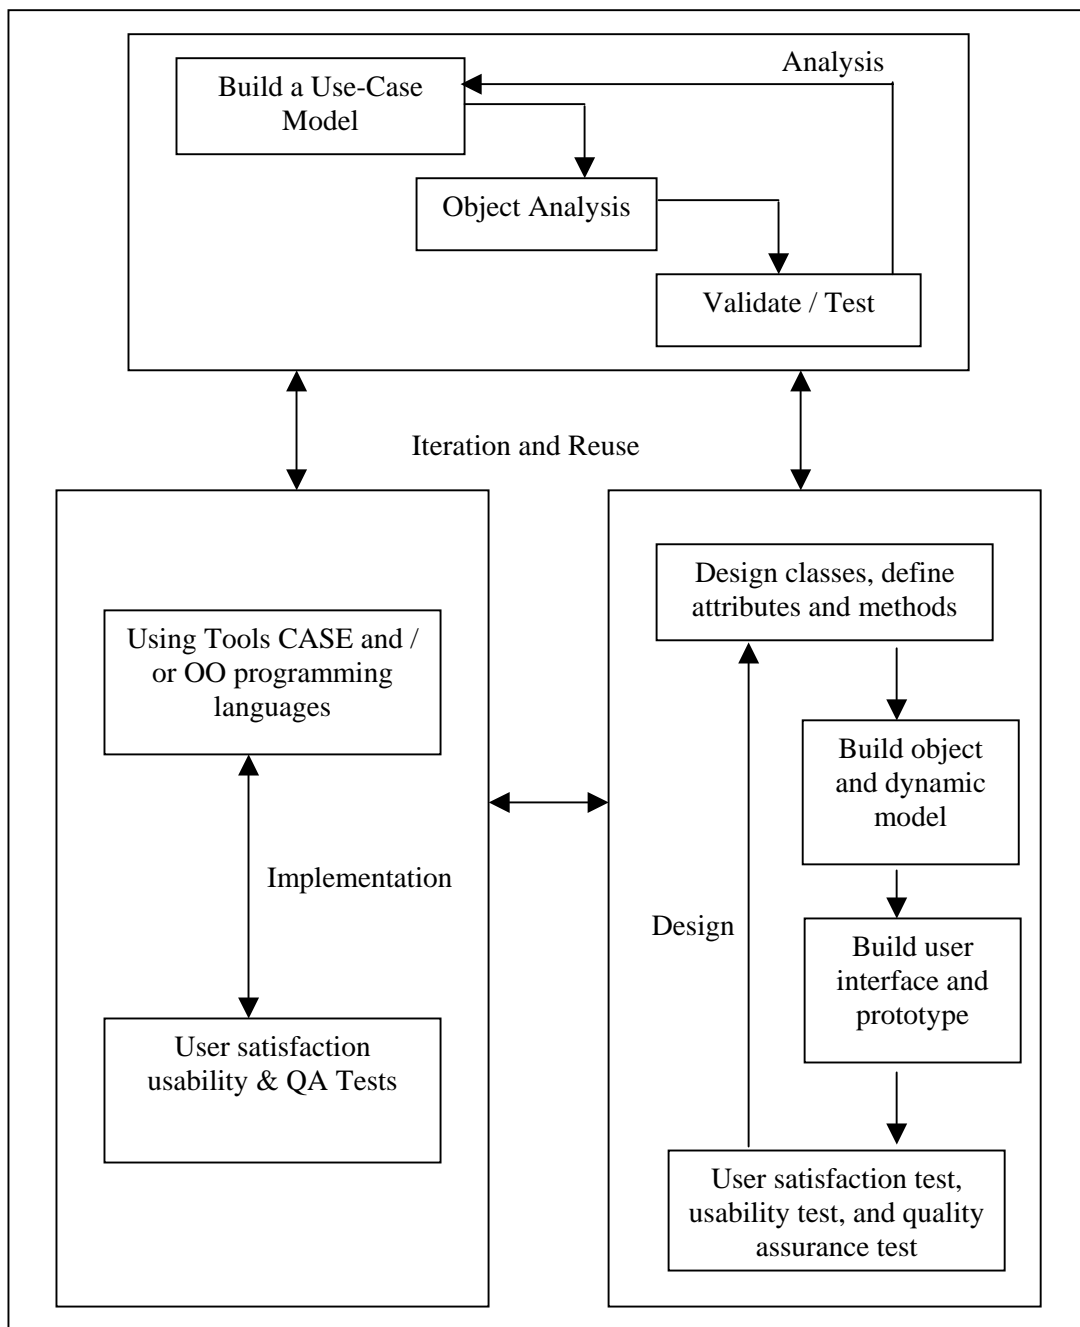 Analysis
Build a Use-Case
Model
Object Analysis
Validate / Test
Iteration and Reuse
Using Tools CASE and /
or OO programming
languages
Implementation
User satisfaction
usability & QA Tests
Design classes, define
attributes and methods
Build object
and dynamic
model
Design
Build user
interface and
prototype
User satisfaction test,
usability test, and quality
assurance test